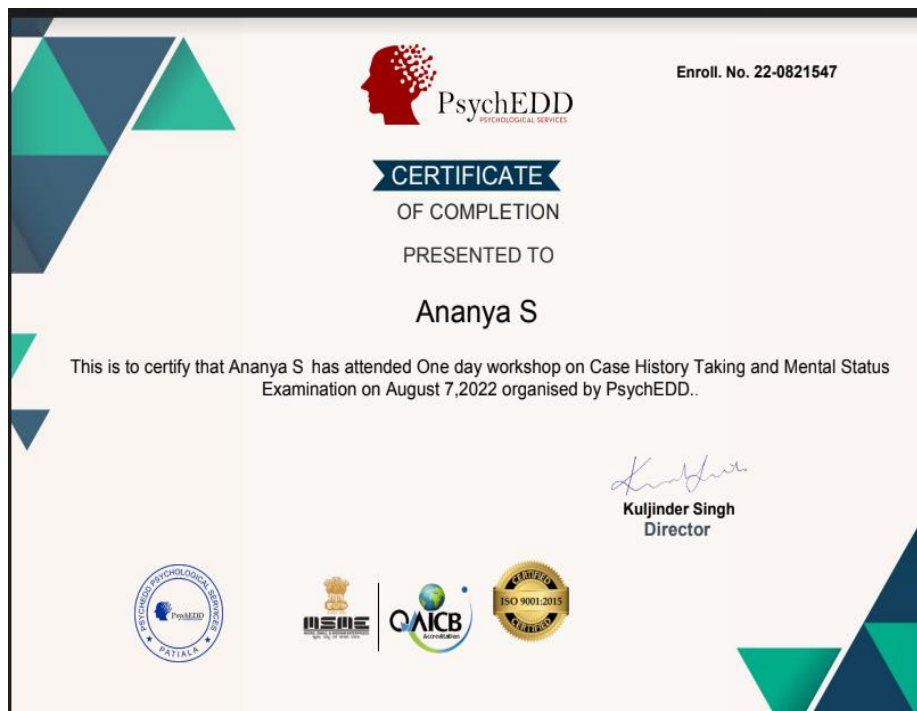 PsychEDD
PSYCHOLOGICAL SERVICES
Enroll. No. 22-0821547
CERTIFICATE
OF COMPLETION
PRESENTED TO
Ananya S
This is to certify that Ananya S has attended One day workshop on Case History Taking and Mental Status
Examination on August 7,2022 organised by PsychEDD..
Kuljinder Singh
Director
PSYCHEDD PSYCHOLOGICAL SERVICES
PsychEDD
PATIALA
MSME
QAICB
Accreditation
CERTIFIED
ISO 9001:2015
CERTIFIED